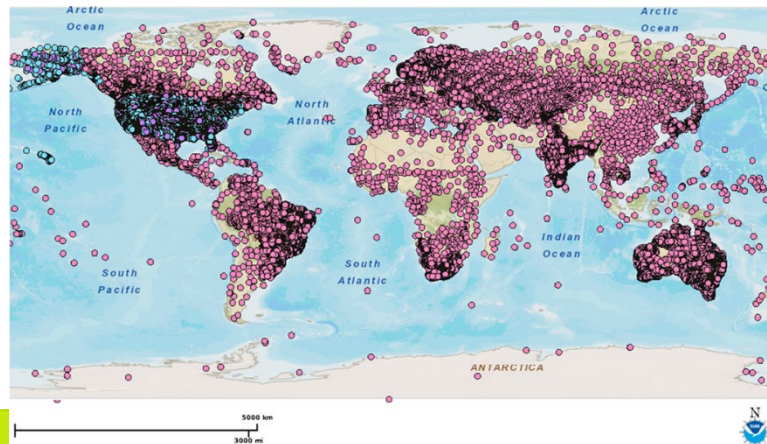 Arctic
Ocean
Arctic
Ocean
North
Pacific
North
Atlantic
Indian
Ocean
South
Pacific
South
Atlantic
ANTARCTICA
5000 km
3000 mi
N